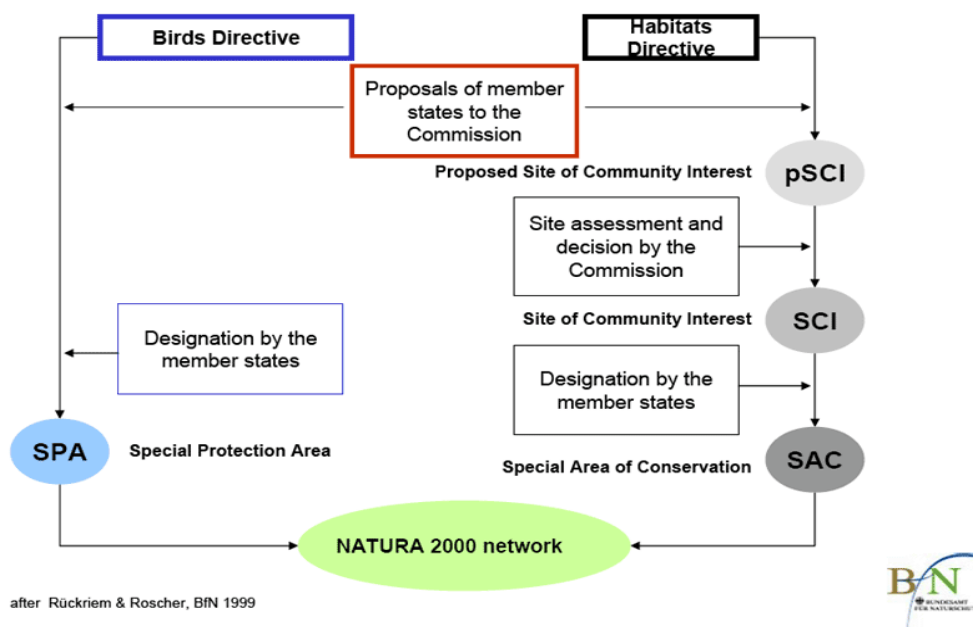 Birds Directive
Habitats
Directive
Proposals of member
states to the
Commission
Proposed Site of Community Interest
pSCI
Site assessment and
decision by the
Commission
Site of Community Interest
SCI
Designation by the
member states
Designation by the
member states
SPA
Special Protection Area
Special Area of Conservation
SAC
NATURA 2000 network
after Rückriem & Roscher, BfN 1999
BfN
BUNDESAMT
FÜR NATURSCHUTZ